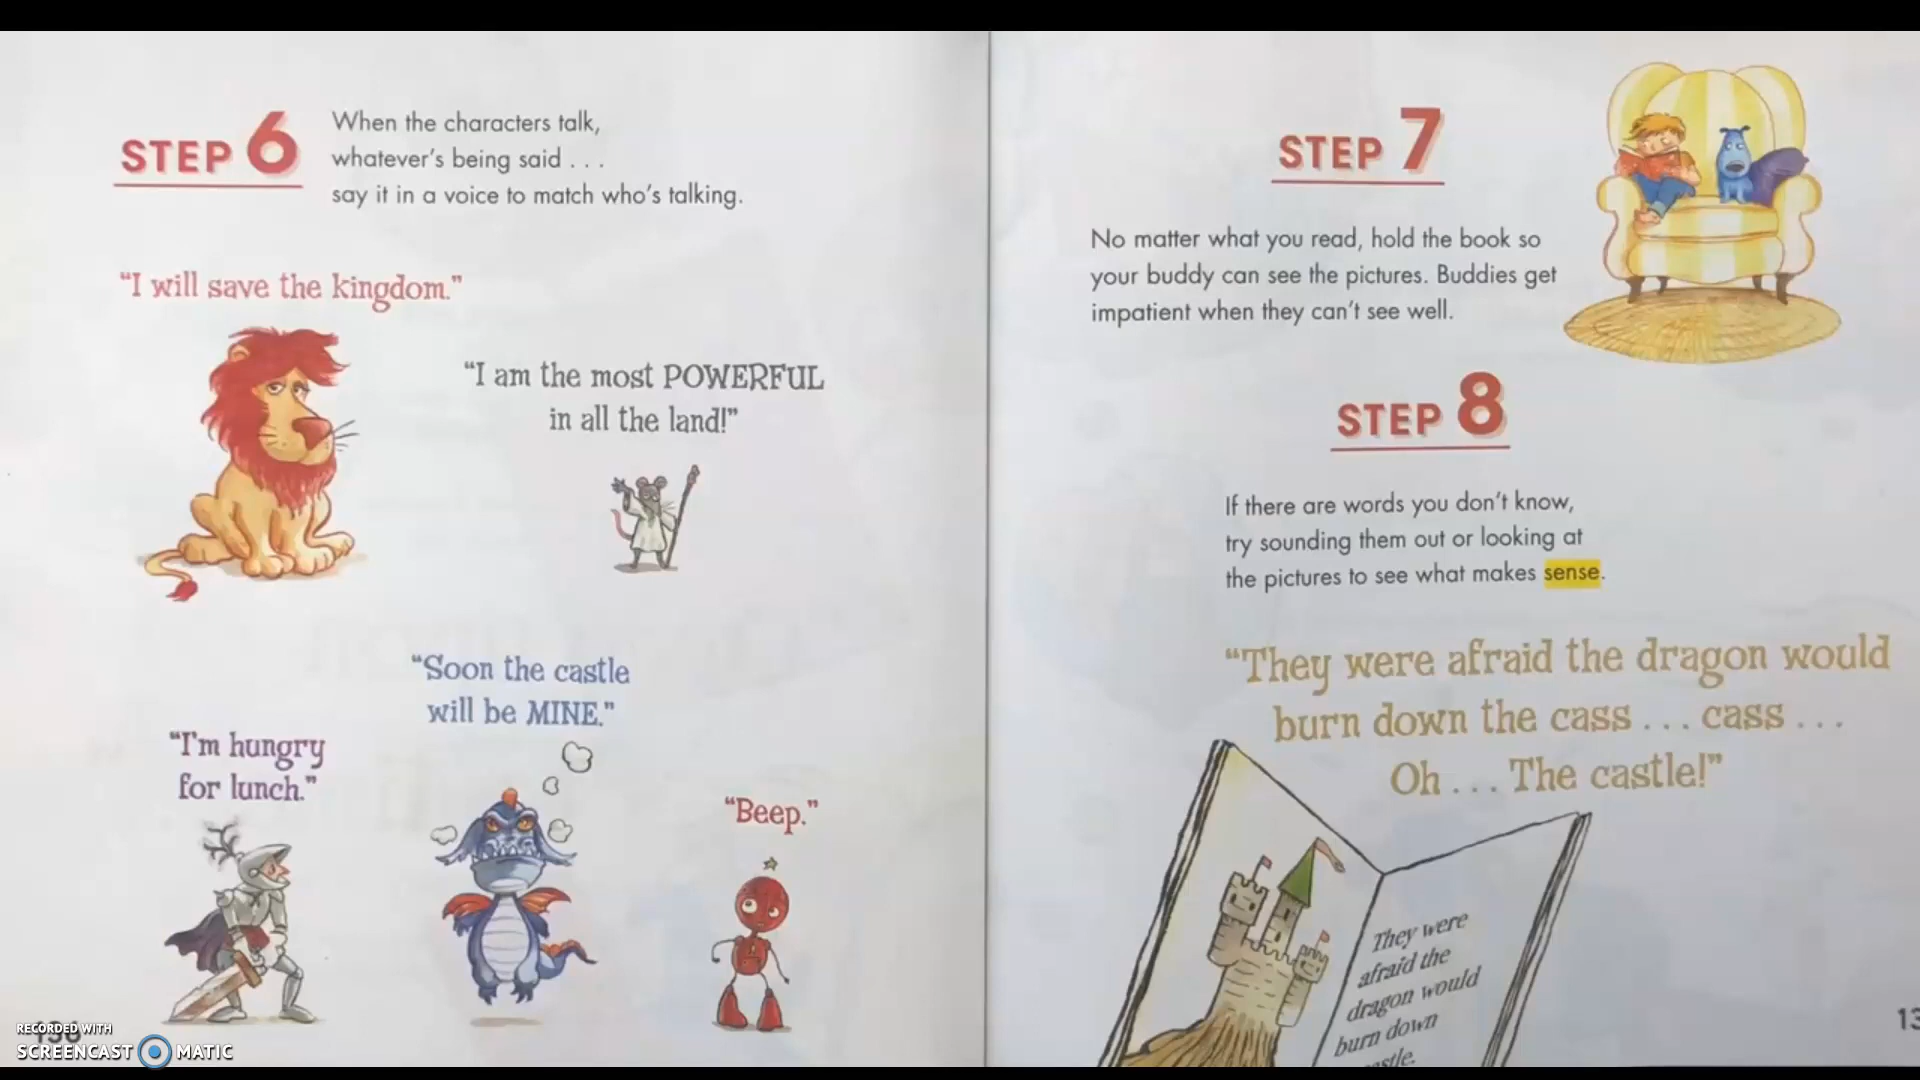 STEP 6
When the characters talk,
whatever's being said . . .
say it in a voice to match who's talking.
"I will save the kingdom."
"I am the most POWERFUL
in all the land!"
"Soon the castle
will be MINE."
"I'm hungry
for lunch."
"Beep."
RECORDED WITH
SCREENCAST MATIC
STEP 7
No matter what you read, hold the book so
your buddy can see the pictures. Buddies get
impatient when they can't see well.
STEP 8
If there are words you don't know,
try sounding them out or looking at
the pictures to see what makes sense.
"They were afraid the dragon would
burn down the cass . . . cass . . .
Oh . . . The castle!"
They were
afraid the
dragon would
burn down
13